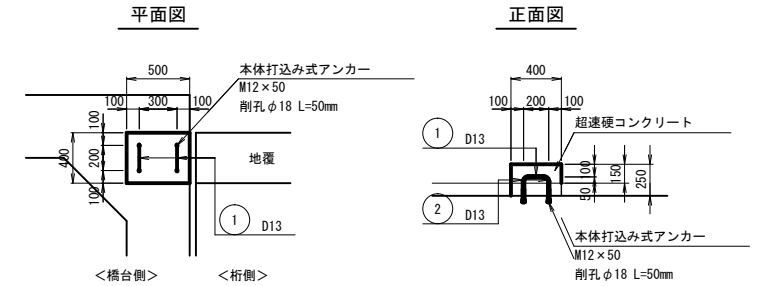 平面図
500
100
300
100
本体打込み式アンカー
M12×50
削孔φ18 L=50mm
100
400
200
100
地覆
1
D13
<橋台側>
<桁側>
正面図
400
100
200
100
超速硬コンクリート
1
D13
100
50
150
250
2
D13
本体打込み式アンカー
M12×50
削孔φ18 L=50mm